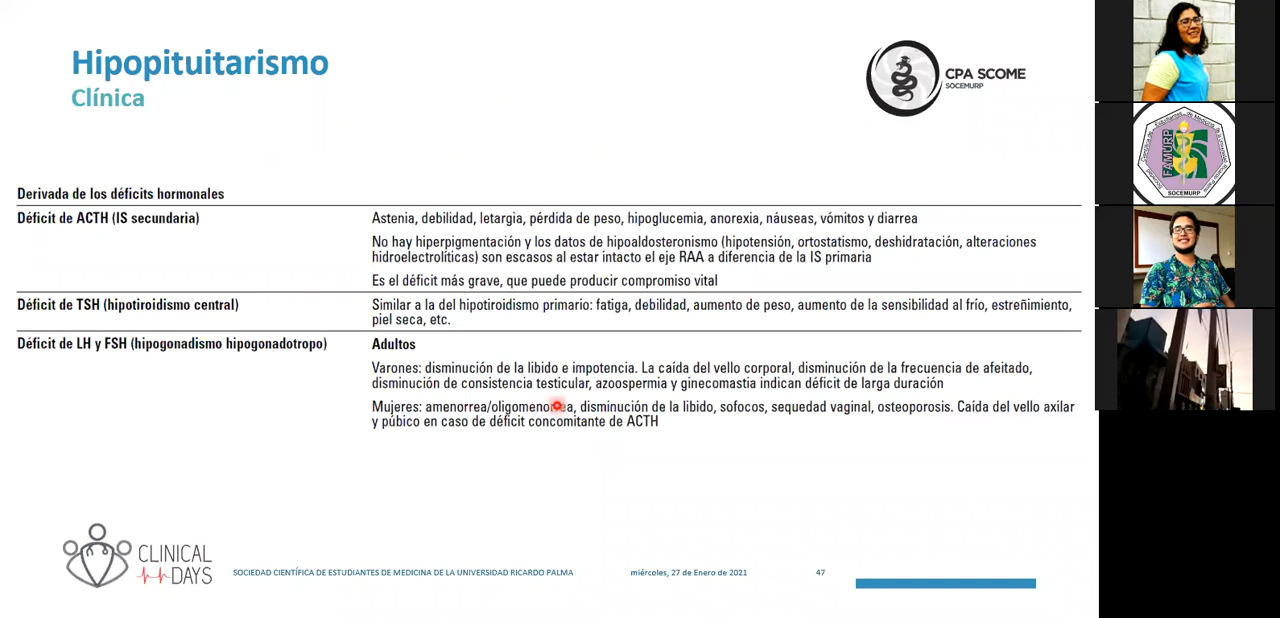 Hipopituitarismo
Clínica
CPA SCOME
SOCEMURP
Derivada de los déficits hormonales
Déficit de ACTH (IS secundaria)
Astenia, debilidad, letargia, pérdida de peso, hipoglucemia, anorexia, náuseas, vómitos y diarrea
No hay hiperpigmentación y los datos de hipoaldosteronismo (hipotensión, ortostatismo, deshidratación, alteraciones
hidroelectrolíticas) son escasos al estar intacto el eje RAA a diferencia de la IS primaria
Es el déficit más grave, que puede producir compromiso vital
Déficit de TSH (hipotiroidismo central)
Similar a la del hipotiroidismo primario: fatiga, debilidad, aumento de peso, aumento de la sensibilidad al frío, estreñimiento,
piel seca, etc.
Déficit de LH y FSH (hipogonadismo hipogonadotropo)
Adultos
Varones: disminución de la libido e impotencia. La caída del vello corporal, disminución de la frecuencia de afeitado,
disminución de consistencia testicular, azoospermia y ginecomastia indican déficit de larga duración
Mujeres: amenorrea/oligomenorrea, disminución de la libido, sofocos, sequedad vaginal, osteoporosis. Caída del vello axilar
y púbico en caso de déficit concomitante de ACTH
CLINICAL
DAYS
SOCIEDAD CIENTÍFICA DE ESTUDIANTES DE MEDICINA DE LA UNIVERSIDAD RICARDO PALMA
miércoles, 27 de Enero de 2021
47
FAMURP
SOCEMURP